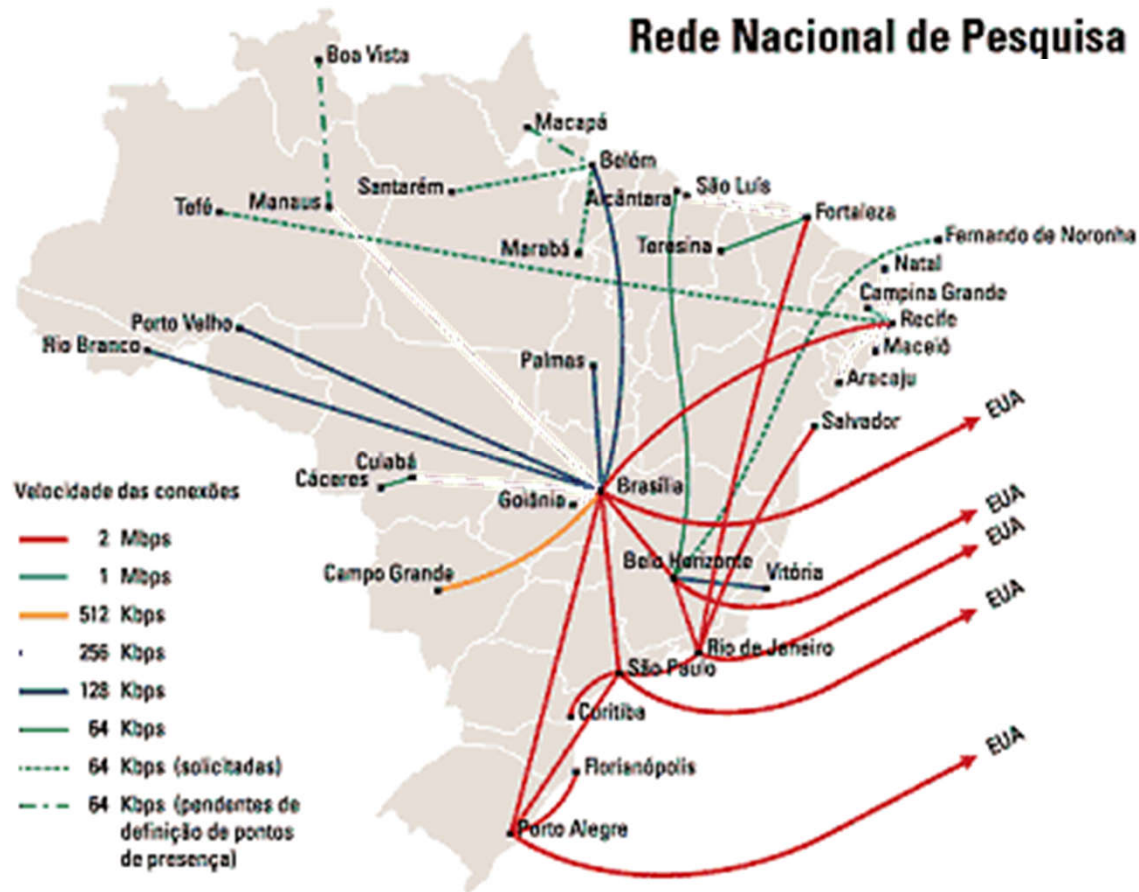 Rede Nacional de Pesquisa
Boa Vista
Macapá
Belém
Santarém
Alcântara
São Luís
Tefé
Manaus
Fortaleza
Marabá
Teresina
Fernando de Noronha
Natal
Campina Grande
Porto Velho
Recife
Rio Branco
Palmas
Maceió
Aracaju
EUA
Salvador
Cuiabá
Cáceres
Goiânia
Brasília
EUA
EUA
Campo Grande
Belo Horizonte
Vitória
EUA
Rio de Janeiro
São Paulo
Curitiba
EUA
Florianópolis
Porto Alegre
Velocidade das conexões
2 Mbps
1 Mbps
512 Kbps
256 Kbps
128 Kbps
64 Kbps
64 Kbps (solicitadas)
64 Kbps (pendentes de
definição de pontos
de presença)